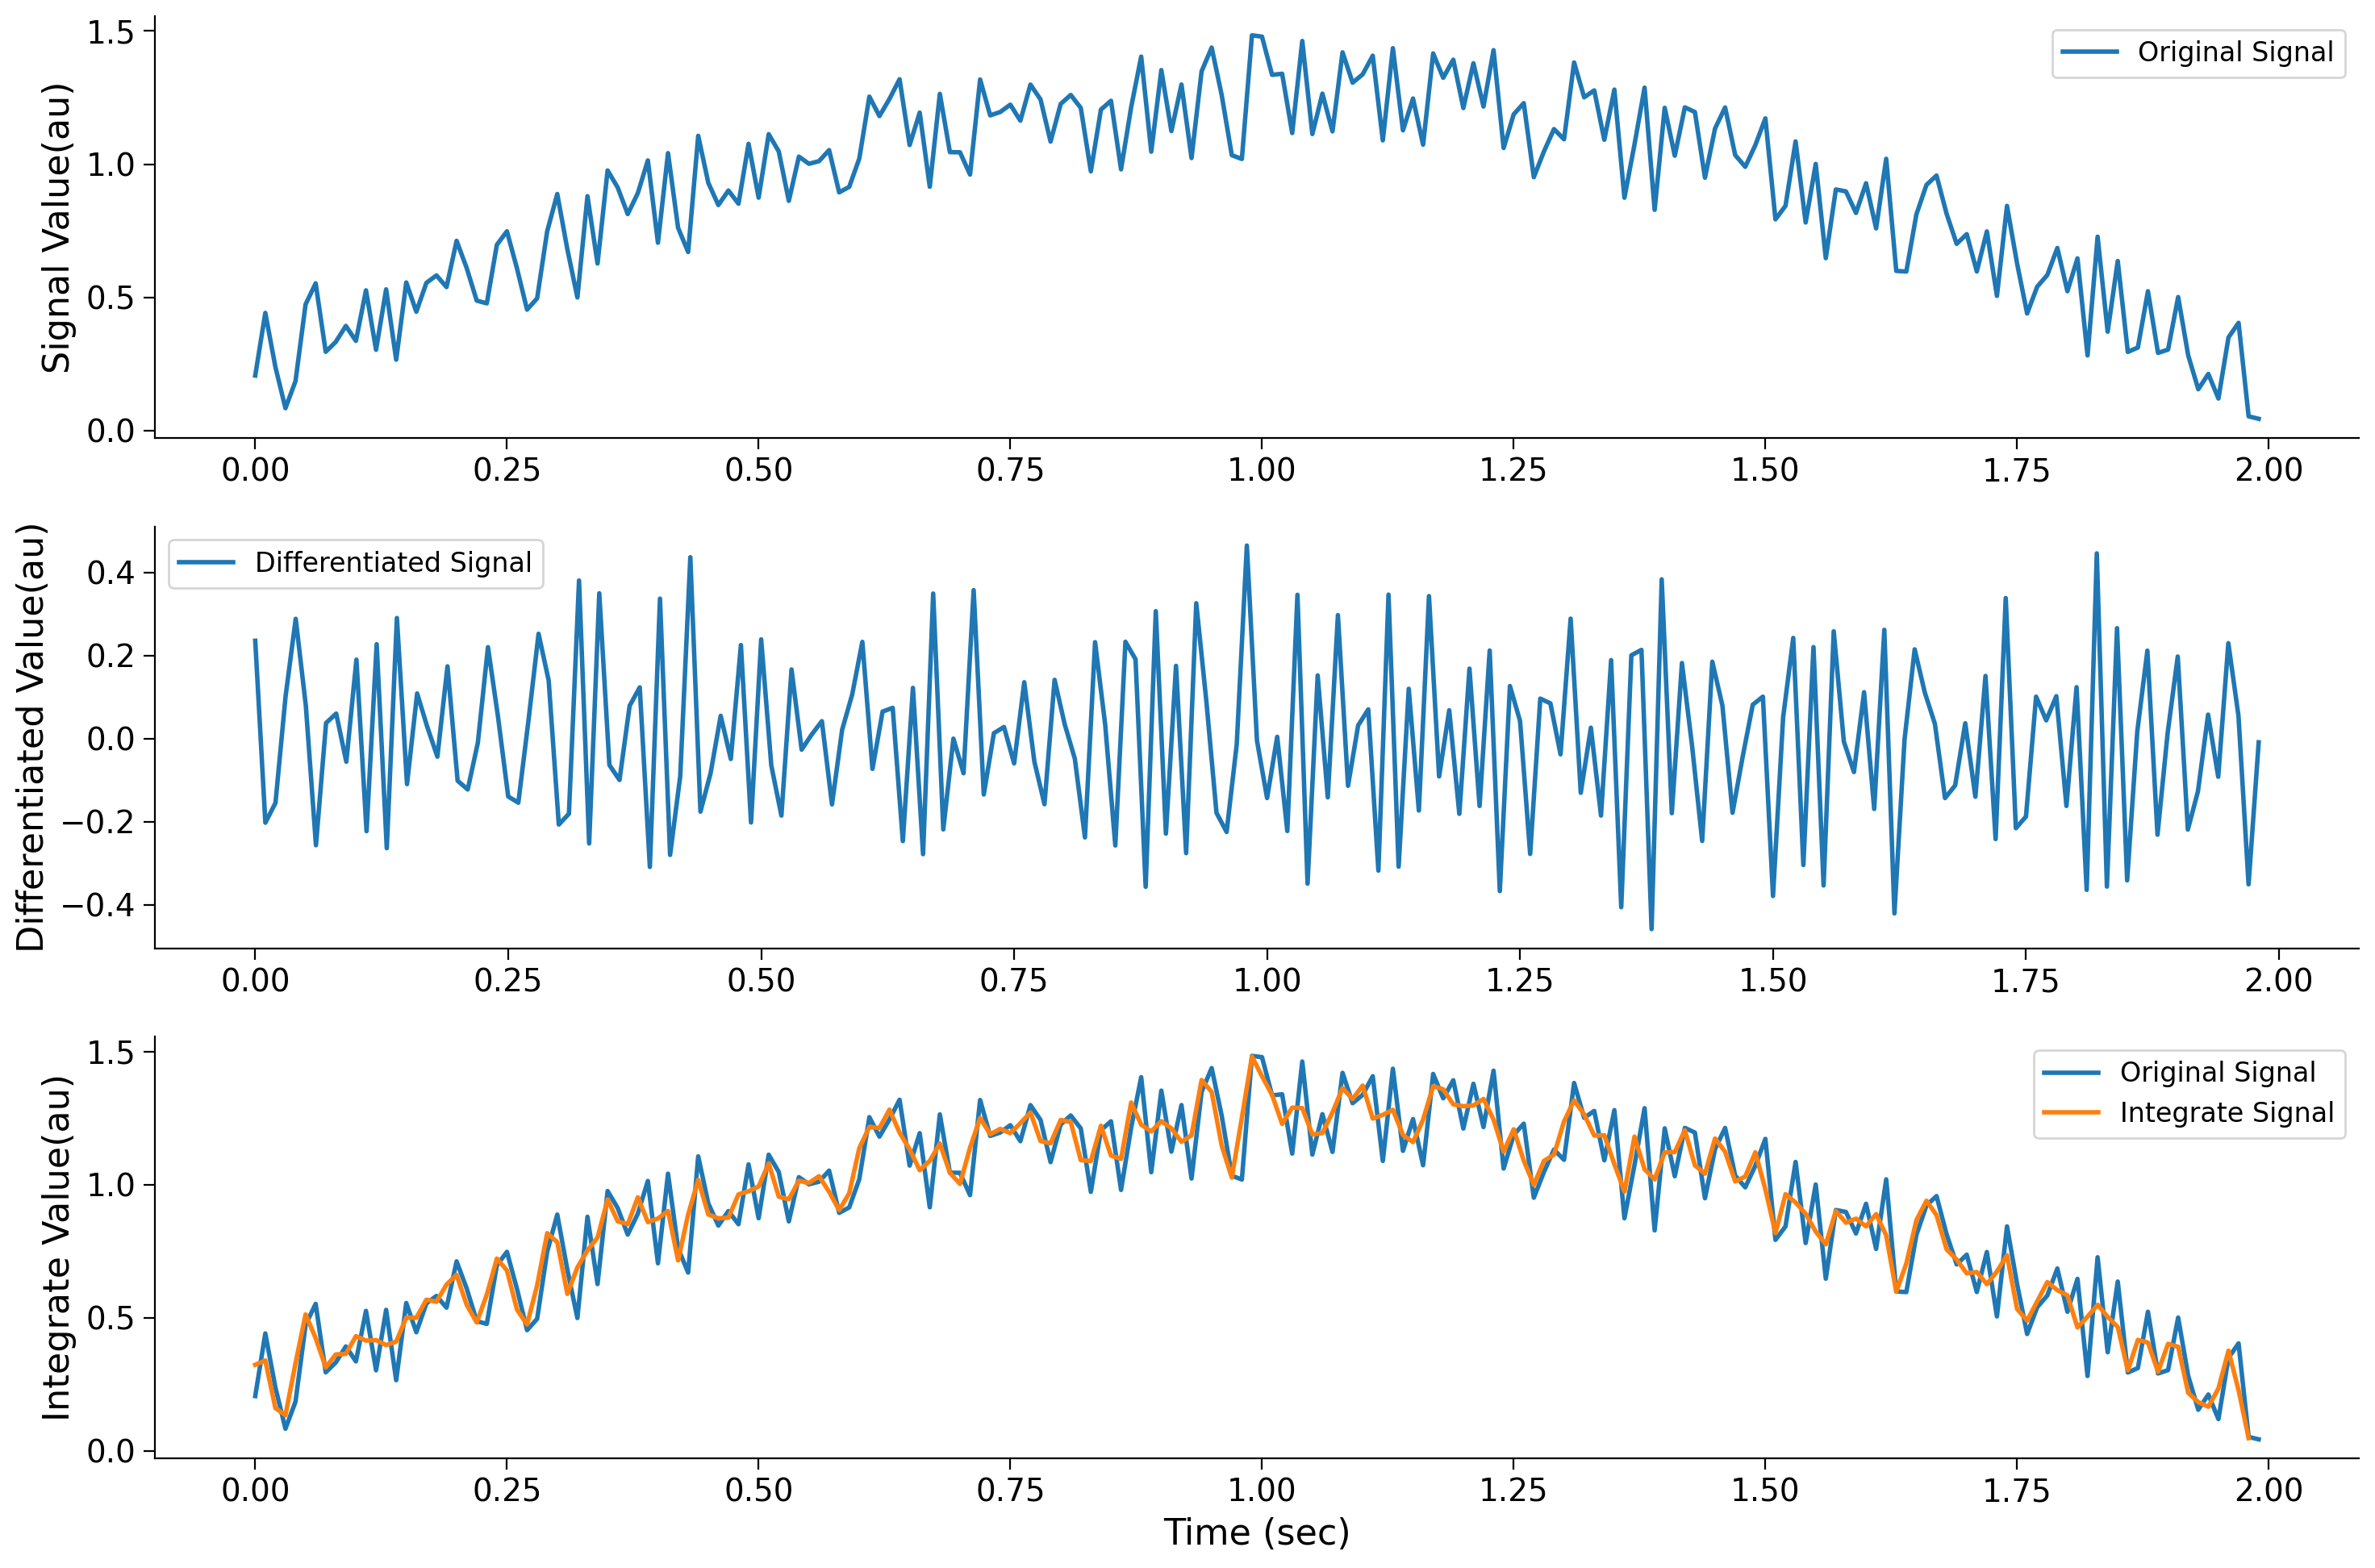 Signal Value(au)
1.5
1.0
0.5
0.0
Original Signal
0.00 0.25 0.50 0.75 1.00 1.25 1.50 1.75 2.00
Differentiated Value(au)
0.4
0.2
0.0
−0.2
−0.4
Differentiated Signal
0.00 0.25 0.50 0.75 1.00 1.25 1.50 1.75 2.00
Integrate Value(au)
1.5
1.0
0.5
0.0
Original Signal
Integrate Signal
0.00 0.25 0.50 0.75 1.00 1.25 1.50 1.75 2.00
Time (sec)